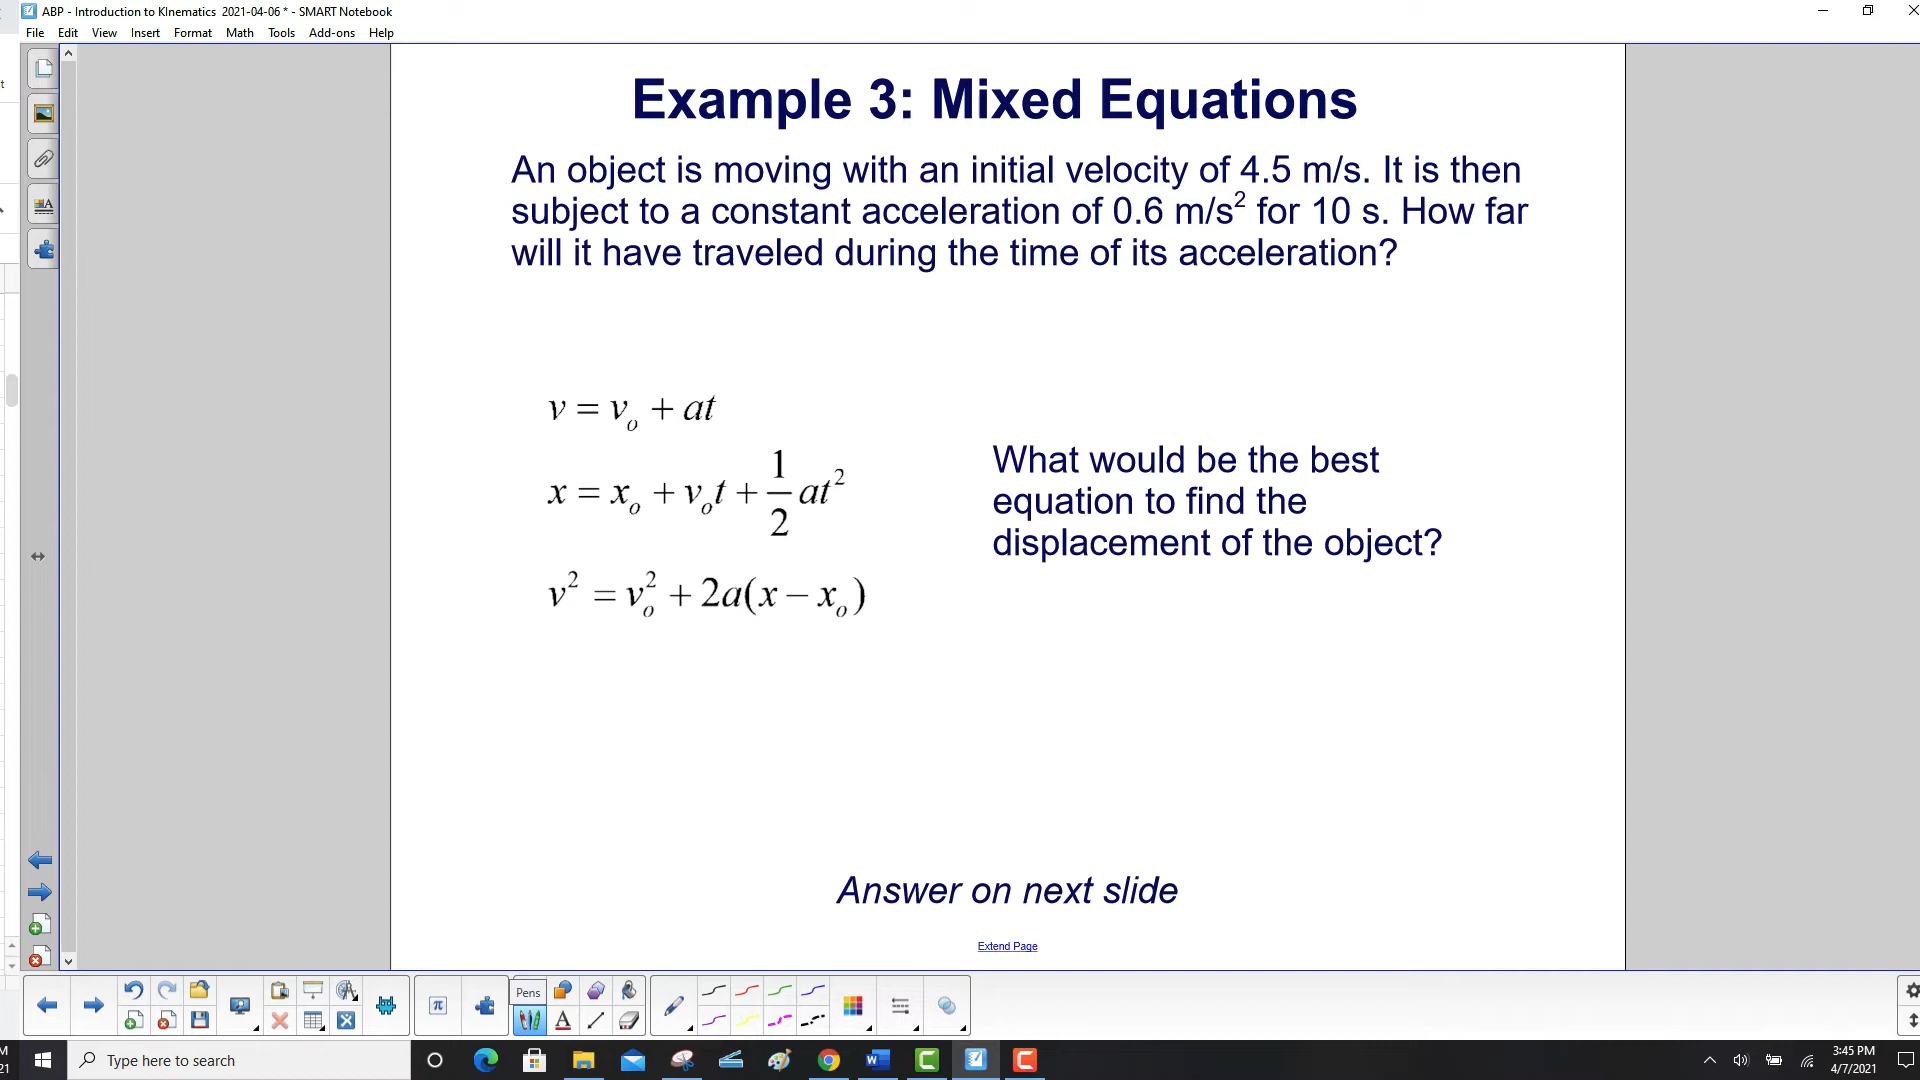 ABP - Introduction to KInematics 2021-04-06 * - SMART Notebook
File Edit View Insert Format Math Tools Add-ons Help
Example 3: Mixed Equations
An object is moving with an initial velocity of 4.5 m/s. It is then
subject to a constant acceleration of 0.6 m/s² for 10 s. How far
will it have traveled during the time of its acceleration?
v = vₒ + at
x = xₒ + vₒt + 1/2 at²
v² = vₒ² + 2a(x − xₒ)
What would be the best
equation to find the
displacement of the object?
Answer on next slide
Extend Page
Pens
Type here to search
3:45 PM
4/7/2021